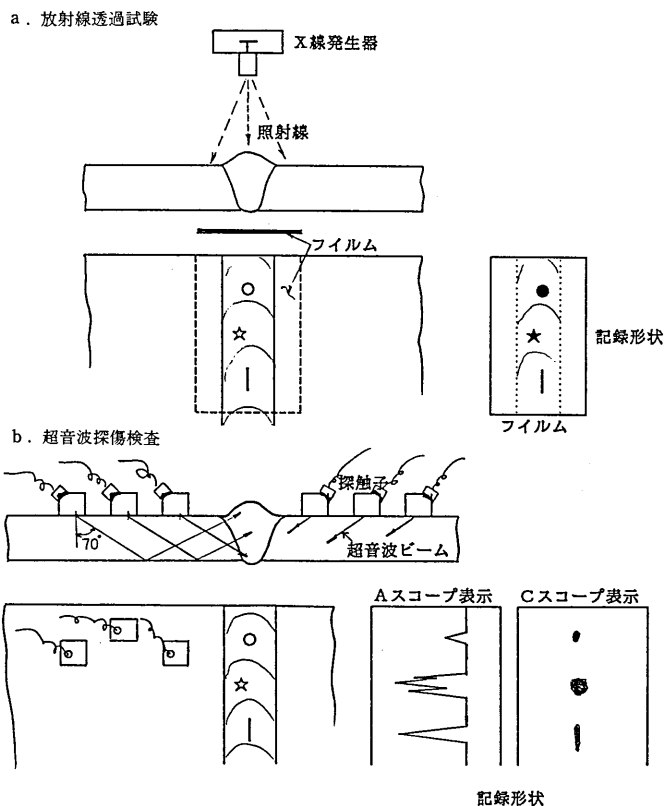 a．放射線透過試験
X線発生器
照射線
フイルム
記録形状
フイルム
b．超音波探傷検査
探触子
70°
超音波ビーム
Aスコープ表示
Cスコープ表示
記録形状